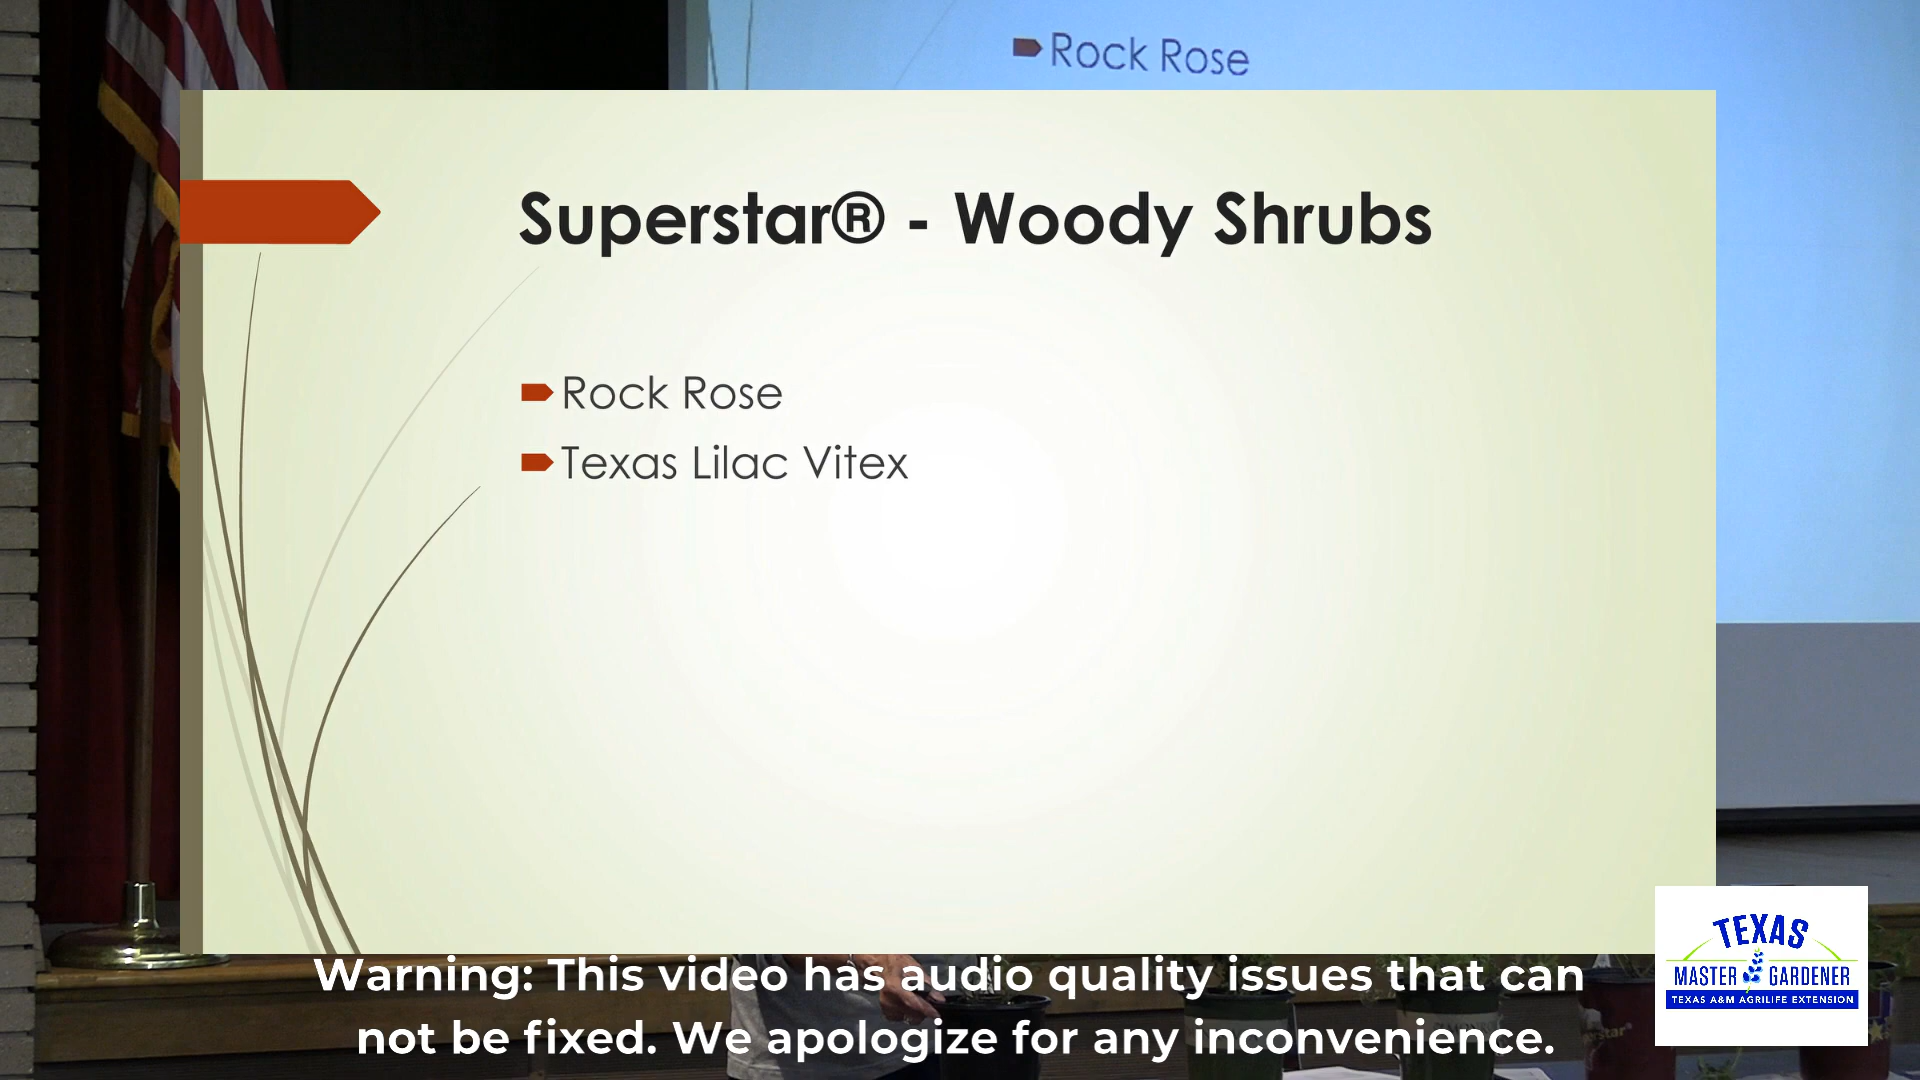 Rock Rose
Superstar® - Woody Shrubs
Rock Rose
Texas Lilac Vitex
Warning: This video has audio quality issues that can
not be fixed. We apologize for any inconvenience.
TEXAS
MASTER GARDENER
TEXAS A&M AGRILIFE EXTENSION